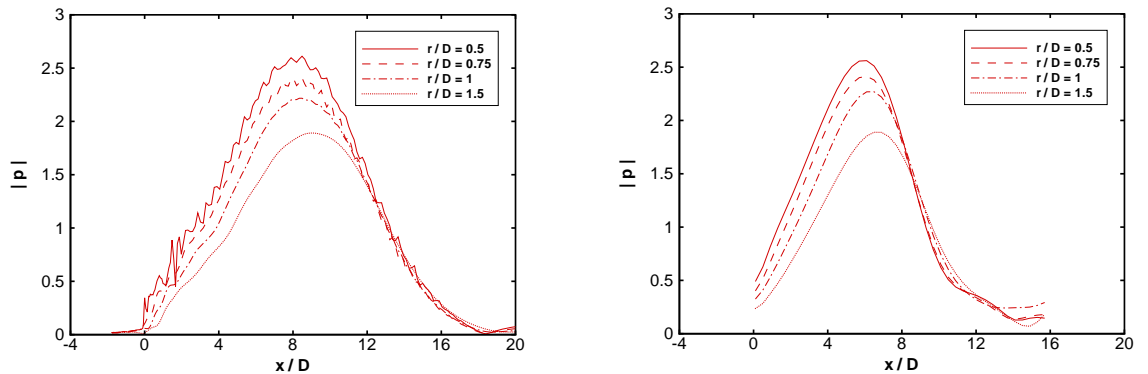 3
2.5
2
1.5
1
0.5
0
-4
0
4
8
12
16
20
| p |
x / D
r / D = 0.5
r / D = 0.75
r / D = 1
r / D = 1.5
3
2.5
2
1.5
1
0.5
0
-4
0
4
8
12
16
20
| p |
x / D
r / D = 0.5
r / D = 0.75
r / D = 1
r / D = 1.5